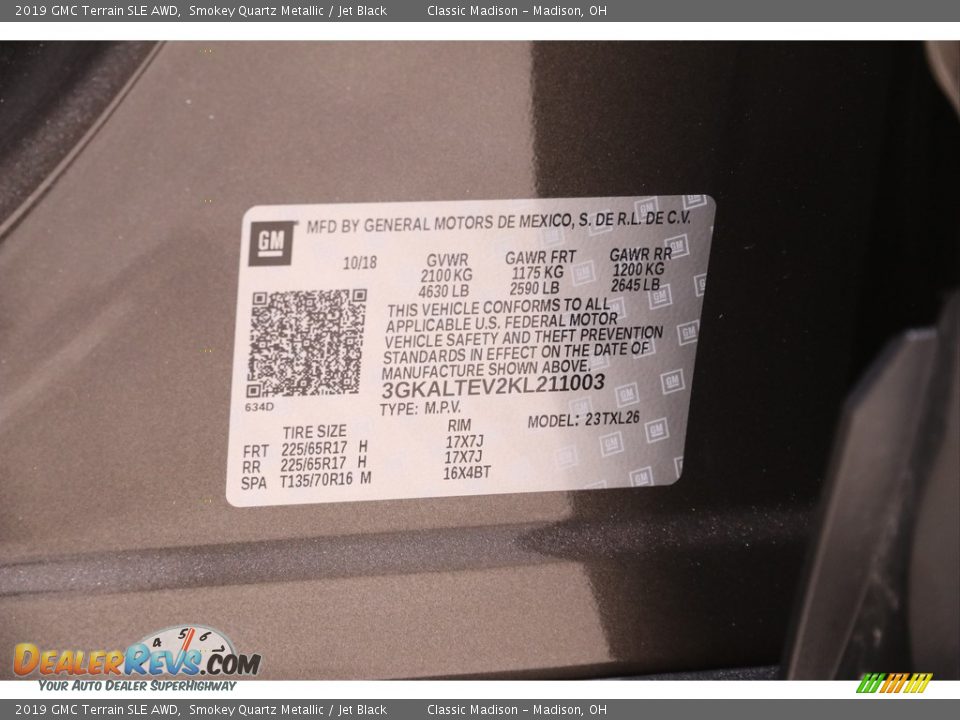 2019 GMC Terrain SLE AWD, Smokey Quartz Metallic / Jet Black Classic Madison – Madison, OH
GM
MFD BY GENERAL MOTORS DE MEXICO, S. DE R.L. DE C.V.
10/18
GVWR GAWR FRT GAWR RR
2100 KG 1175 KG 1200 KG
4630 LB 2590 LB 2645 LB
THIS VEHICLE CONFORMS TO ALL
APPLICABLE U.S. FEDERAL MOTOR
VEHICLE SAFETY AND THEFT PREVENTION
STANDARDS IN EFFECT ON THE DATE OF
MANUFACTURE SHOWN ABOVE.
3GKALTEV2KL211003
634D
TYPE: M.P.V. MODEL: 23TXL26
TIRE SIZE RIM
FRT 225/65R17 H 17X7J
RR 225/65R17 H 17X7J
SPA T135/70R16 M 16X4BT
4 5 6 7
DEALERREVS.COM
YOUR AUTO DEALER SUPERHIGHWAY
2019 GMC Terrain SLE AWD, Smokey Quartz Metallic / Jet Black Classic Madison – Madison, OH